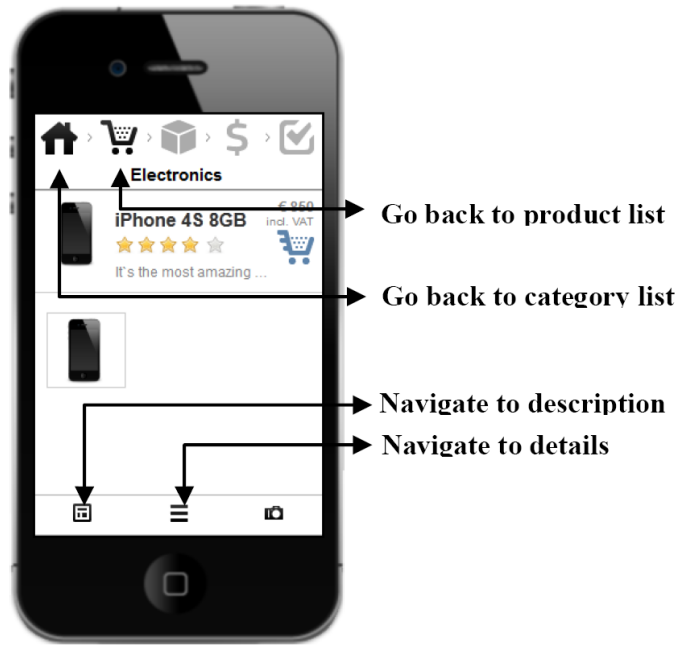 Electronics
iPhone 4S 8GB
€ 859
incl. VAT
It`s the most amazing ...
Go back to product list
Go back to category list
Navigate to description
Navigate to details